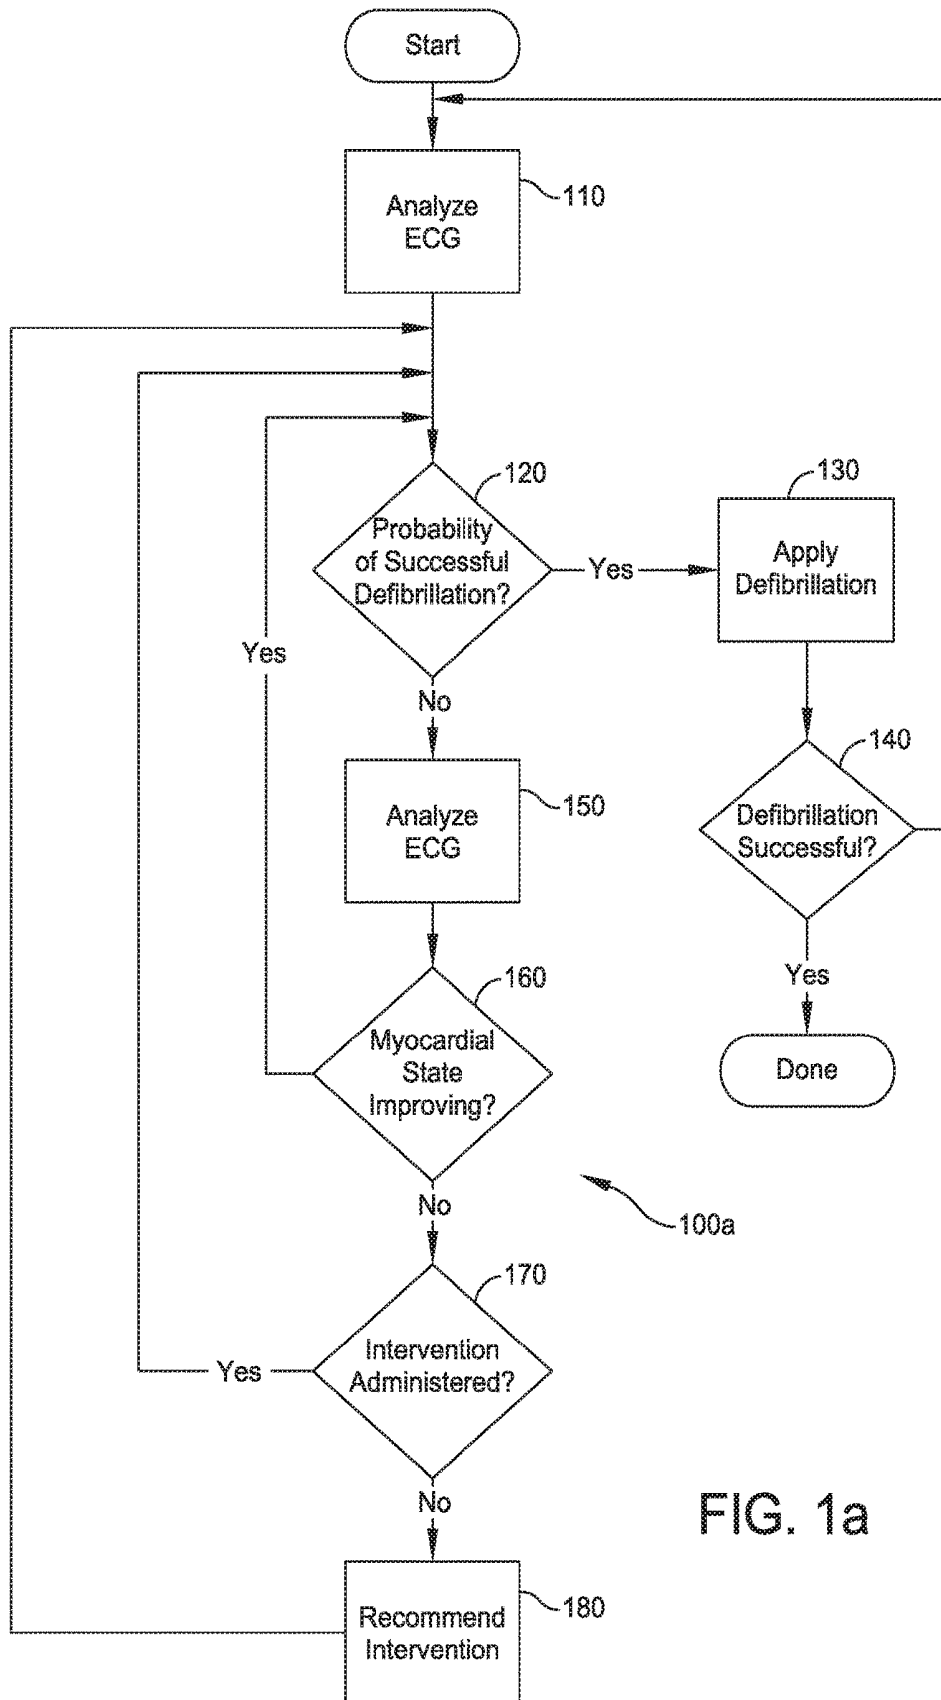 Start
Analyze
ECG
110
120
Probability
of Successful
Defibrillation?
Yes
130
Apply
Defibrillation
Yes
No
140
Defibrillation
Successful?
Analyze
ECG
150
Yes
Done
160
Myocardial
State
Improving?
No
100a
170
Intervention
Administered?
Yes
No
FIG. 1a
Recommend
Intervention
180